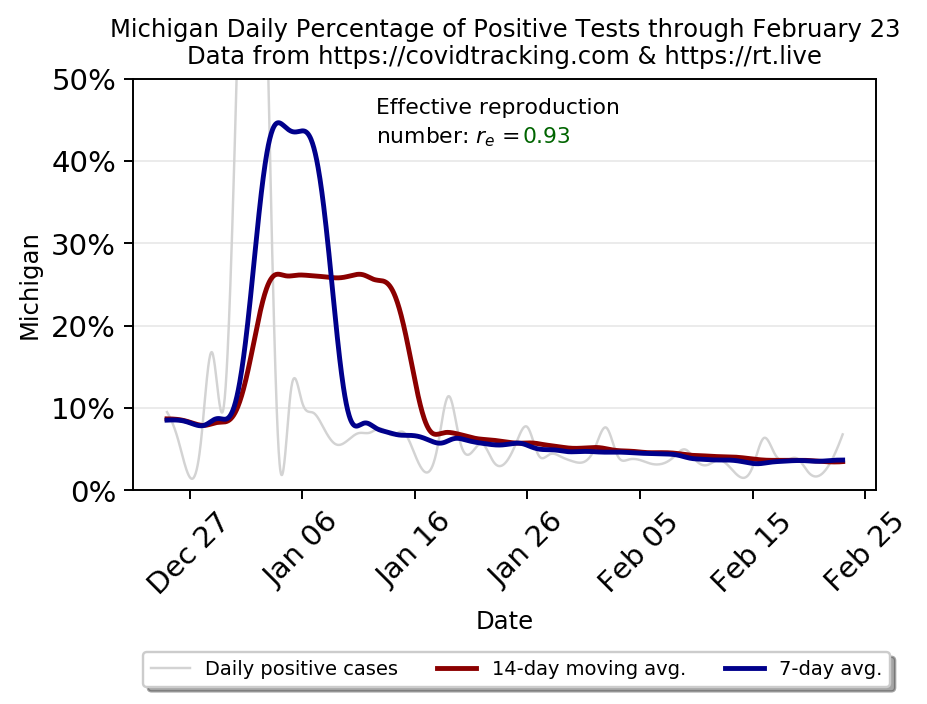 Michigan Daily Percentage of Positive Tests through February 23
Data from https://covidtracking.com & https://rt.live
50%
Effective reproduction
number: rₑ =0.93
40%
30%
20%
10%
0%
Michigan
Dec 27
Jan 06
Jan 16
Jan 26
Feb 05
Feb 15
Feb 25
Date
Daily positive cases
14-day moving avg.
7-day avg.